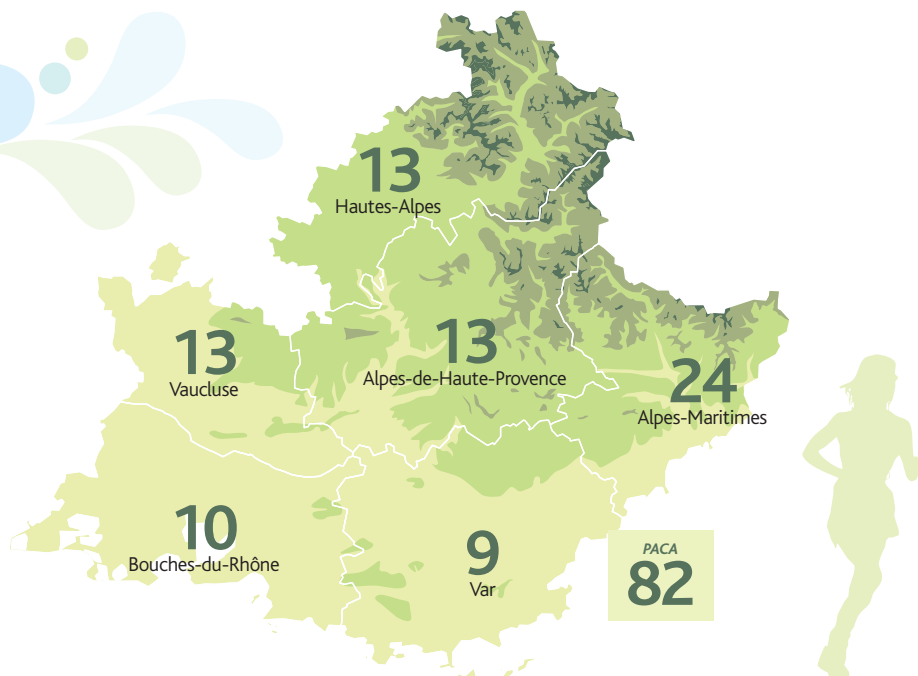 13
Hautes-Alpes
13
Vaucluse
13
Alpes-de-Haute-Provence
24
Alpes-Maritimes
10
Bouches-du-Rhône
9
Var
PACA
82